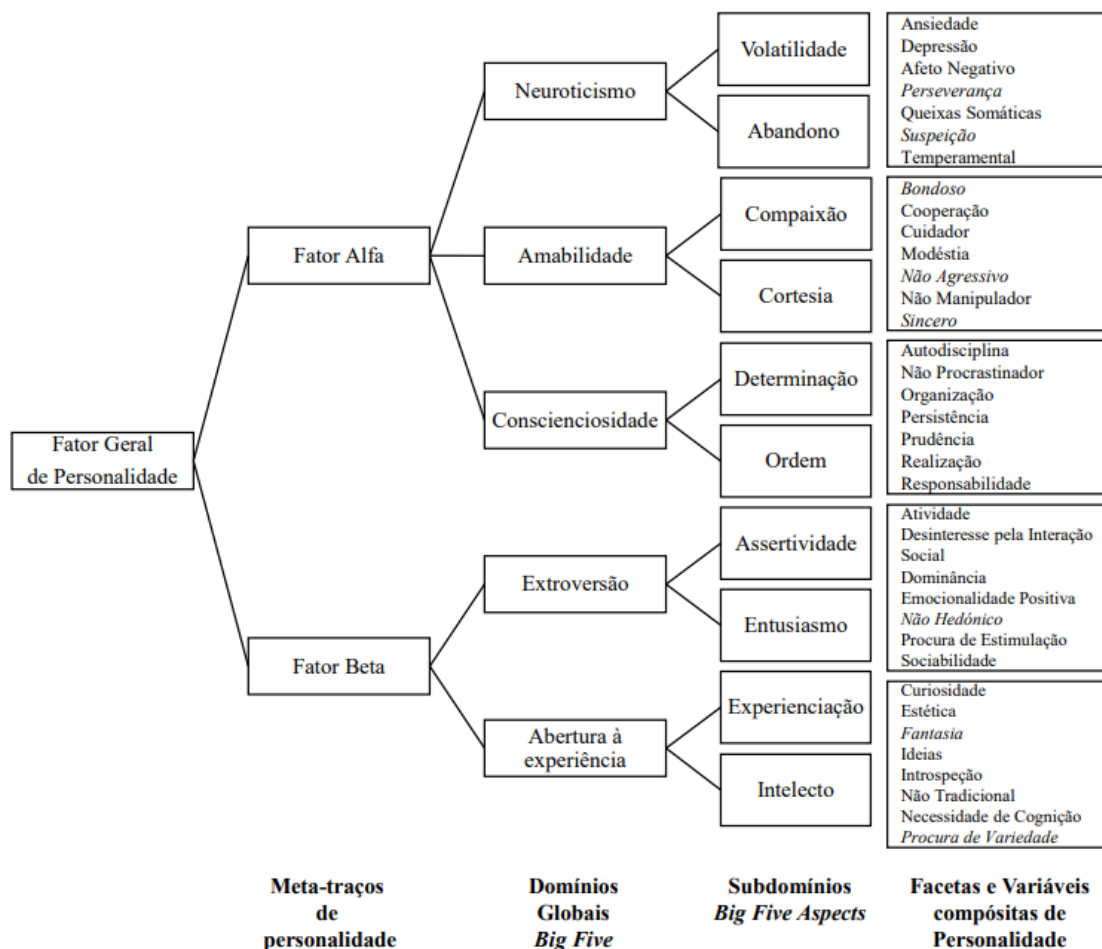 Fator Geral
de Personalidade
Fator Alfa
Fator Beta
Neuroticismo
Amabilidade
Conscienciosidade
Extroversão
Abertura à
experiência
Volatilidade
Abandono
Compaixão
Cortesia
Determinação
Ordem
Assertividade
Entusiasmo
Experienciação
Intelecto
Ansiedade
Depressão
Afeto Negativo
Perseverança
Queixas Somáticas
Suspeição
Temperamental
Bondoso
Cooperação
Cuidador
Modéstia
Não Agressivo
Não Manipulador
Sincero
Autodisciplina
Não Procrastinador
Organização
Persistência
Prudência
Realização
Responsabilidade
Atividade
Desinteresse pela Interação
Social
Dominância
Emocionalidade Positiva
Não Hedónico
Procura de Estimulação
Sociabilidade
Curiosidade
Estética
Fantasia
Ideias
Introspeção
Não Tradicional
Necessidade de Cognição
Procura de Variedade
Meta-traços
de
personalidade
Domínios
Globais
Big Five
Subdomínios
Big Five Aspects
Facetas e Variáveis
compósitas de
Personalidade